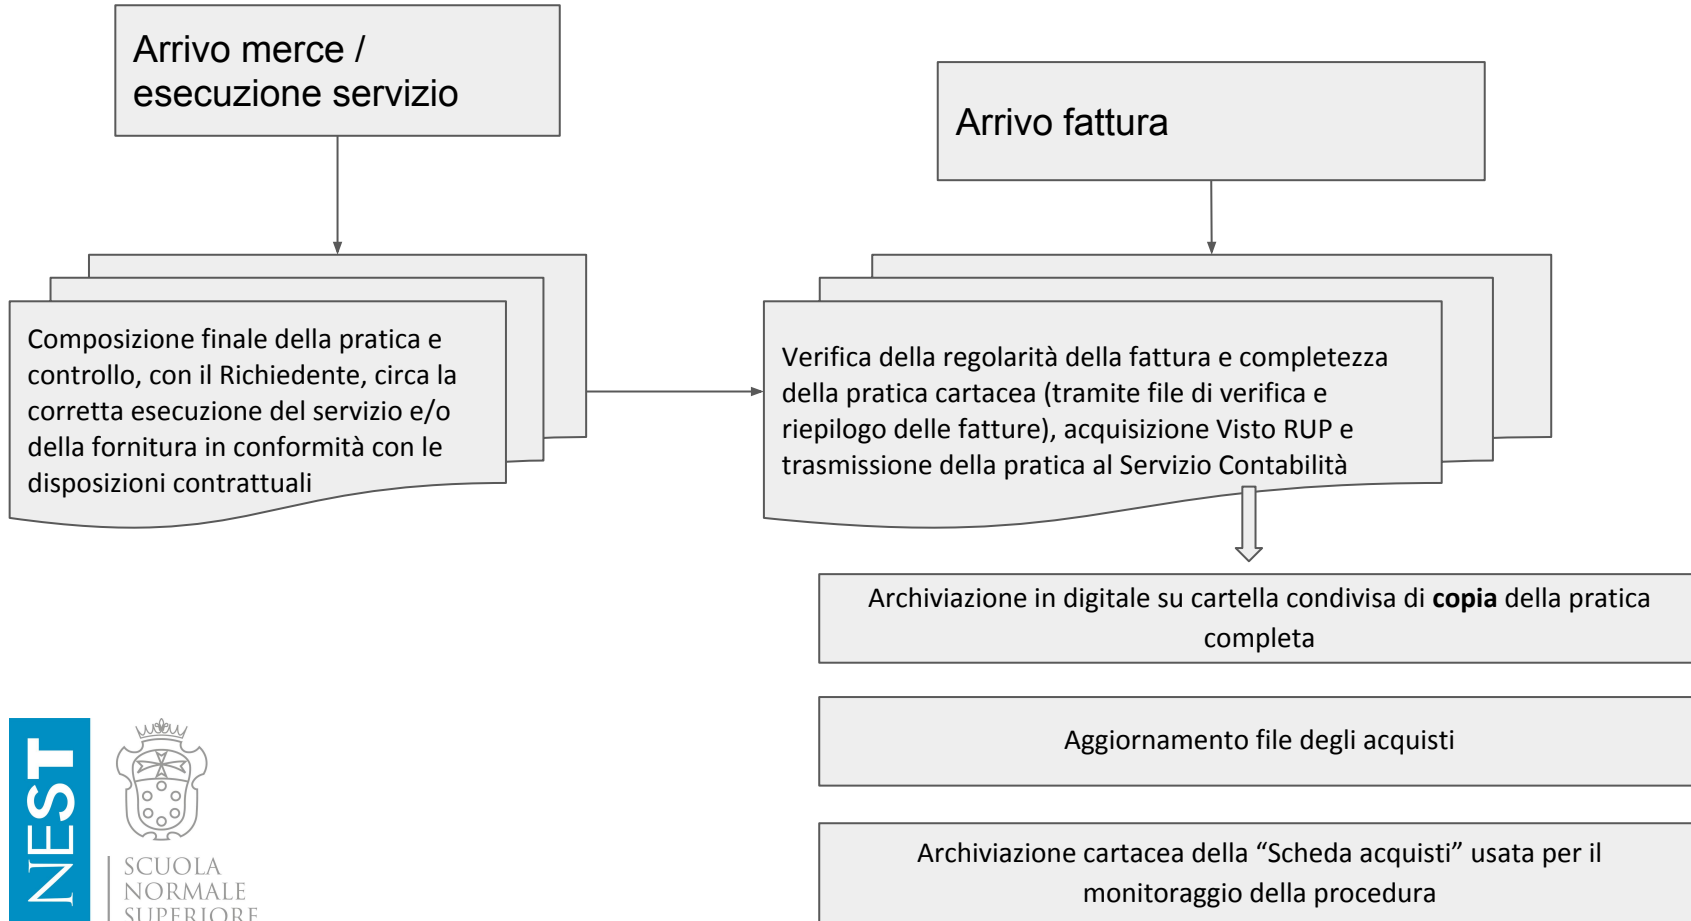 Arrivo merce /
esecuzione servizio
Arrivo fattura
Composizione finale della pratica e
controllo, con il Richiedente, circa la
corretta esecuzione del servizio e/o
della fornitura in conformità con le
disposizioni contrattuali
Verifica della regolarità della fattura e completezza
della pratica cartacea (tramite file di verifica e
riepilogo delle fatture), acquisizione Visto RUP e
trasmissione della pratica al Servizio Contabilità
Archiviazione in digitale su cartella condivisa di copia della pratica
completa
Aggiornamento file degli acquisti
Archiviazione cartacea della “Scheda acquisti” usata per il
monitoraggio della procedura
NEST
SCUOLA
NORMALE
SUPERIORE